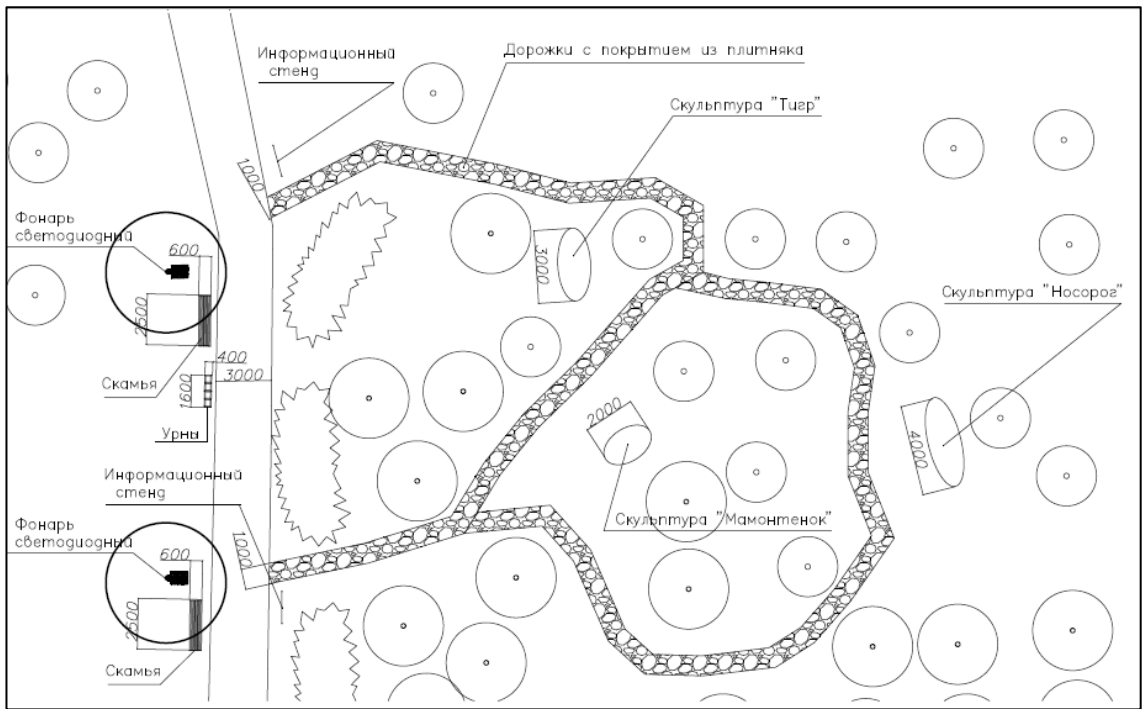 Информационный
стенд
Дорожки с покрытием из плитняка
Скульптура "Тигр"
1000
Фонарь
светодиодный
600
3000
2500
Скульптура "Носорог"
400
3000
Скамья
1600
Урны
2000
4000
Информационный
стенд
Скульптура "Мамонтенок"
Фонарь
светодиодный
600
1000
2500
Скамья